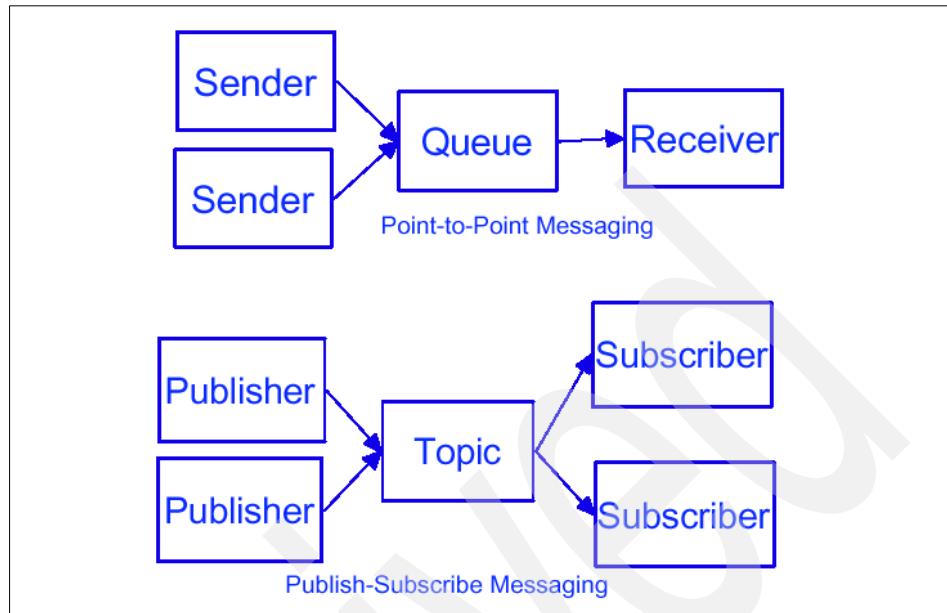 Sender
Sender
Queue
Receiver
Point-to-Point Messaging
Publisher
Publisher
Topic
Subscriber
Subscriber
Publish-Subscribe Messaging